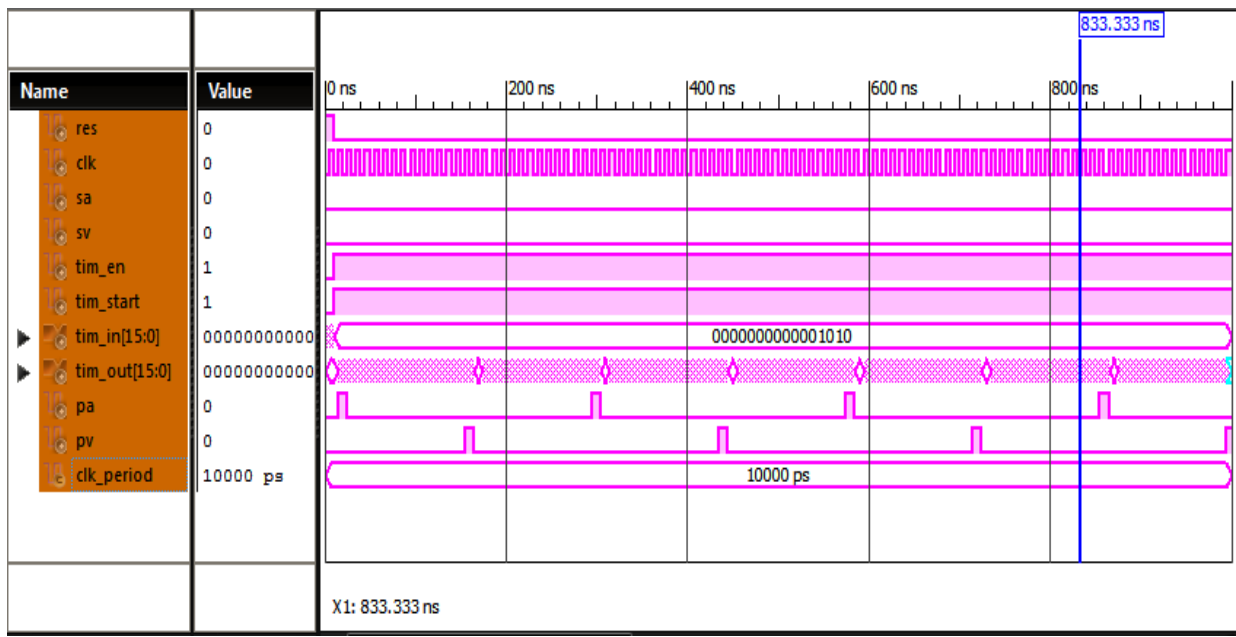 833.333 ns
Name Value 0 ns 200 ns 400 ns 600 ns 800 ns
res 0
clk 0
sa 0
sv 0
tim_en 1
tim_start 1
tim_in[15:0] 00000000000 0000000000001010
tim_out[15:0] 00000000000
pa 0
pv 0
clk_period 10000 ps 10000 ps
X1: 833.333 ns